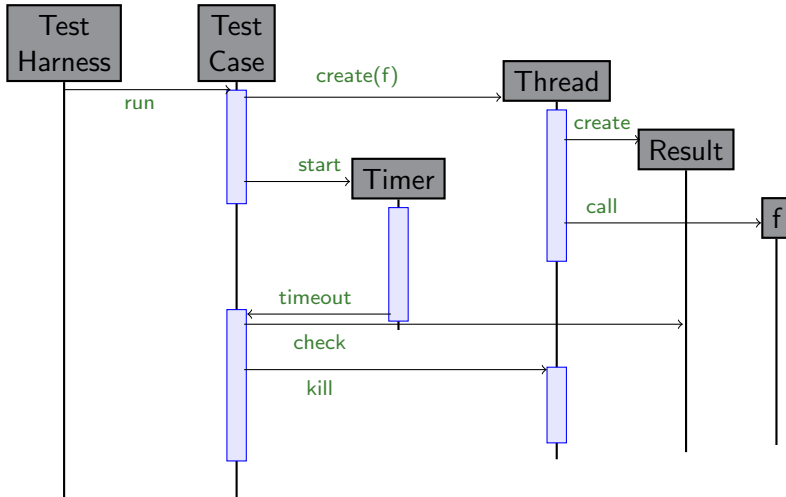 Test
Harness
Test
Case
create(f)
Thread
run
create
Result
start
Timer
call
f
timeout
check
kill